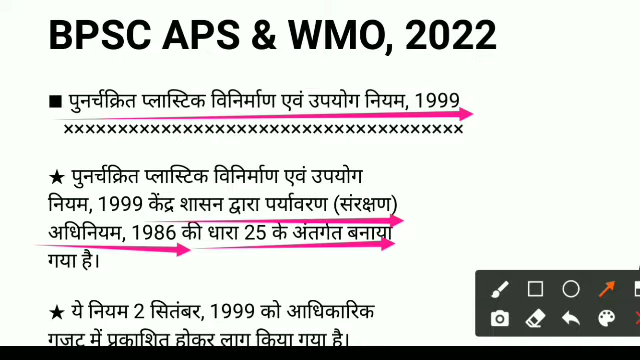 BPSC APS & WMO, 2022
■ पुनर्चक्रित प्लास्टिक विनिर्माण एवं उपयोग नियम, 1999
×××××××××××××××××××××××××××××××××××××
★ पुनर्चक्रित प्लास्टिक विनिर्माण एवं उपयोग
नियम, 1999 केंद्र शासन द्वारा पर्यावरण (संरक्षण)
अधिनियम, 1986 की धारा 25 के अंतर्गत बनाया
गया है।
★ ये नियम 2 सितंबर, 1999 को आधिकारिक
गजट में प्रकाशित होकर लागू किया गया है।